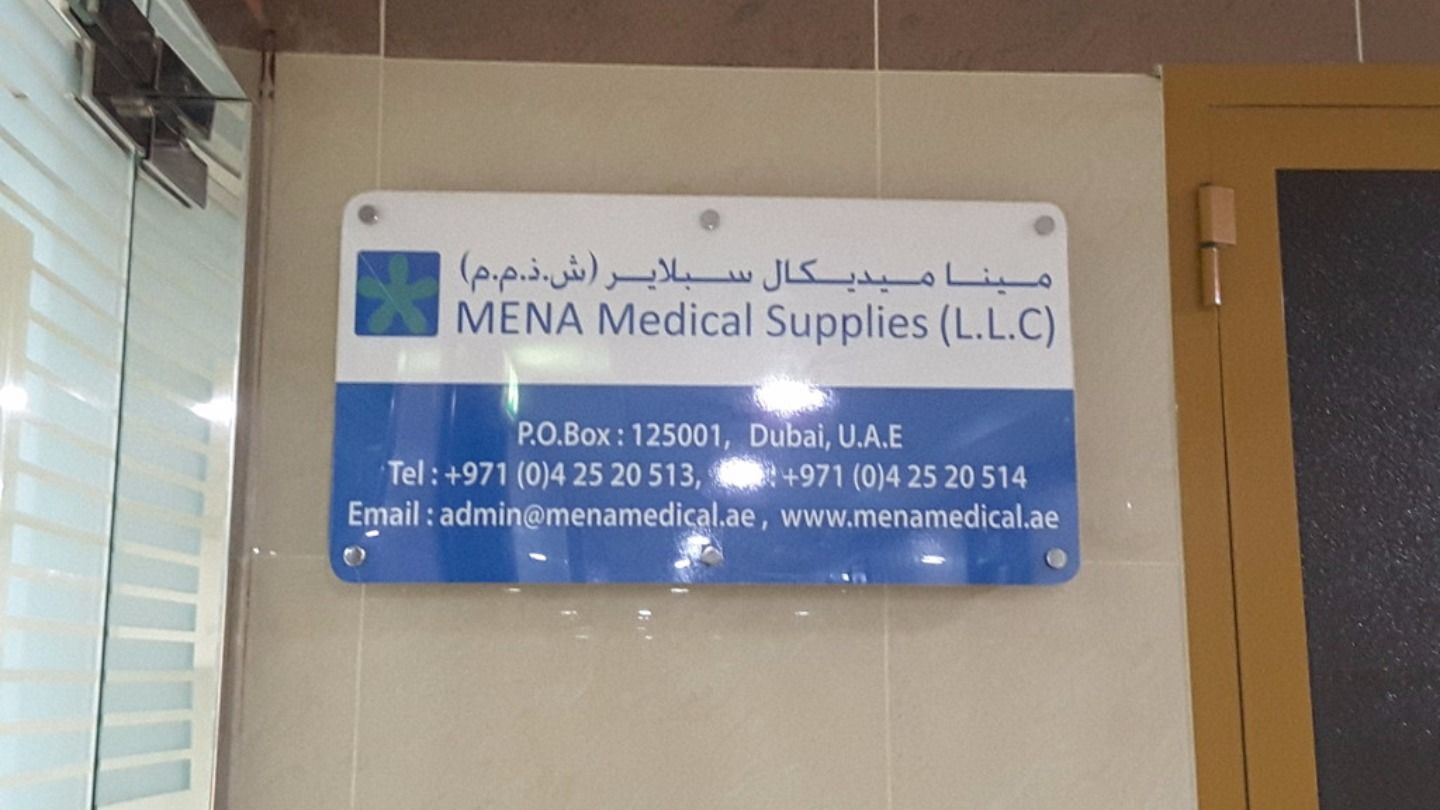 مينا ميديكال سبلاير (ش.ذ.م.م)
MENA Medical Supplies (L.L.C)
P.O.Box : 125001, Dubai, U.A.E
Tel : +971 (0)4 25 20 513, : +971 (0)4 25 20 514
Email : admin@menamedical.ae , www.menamedical.ae